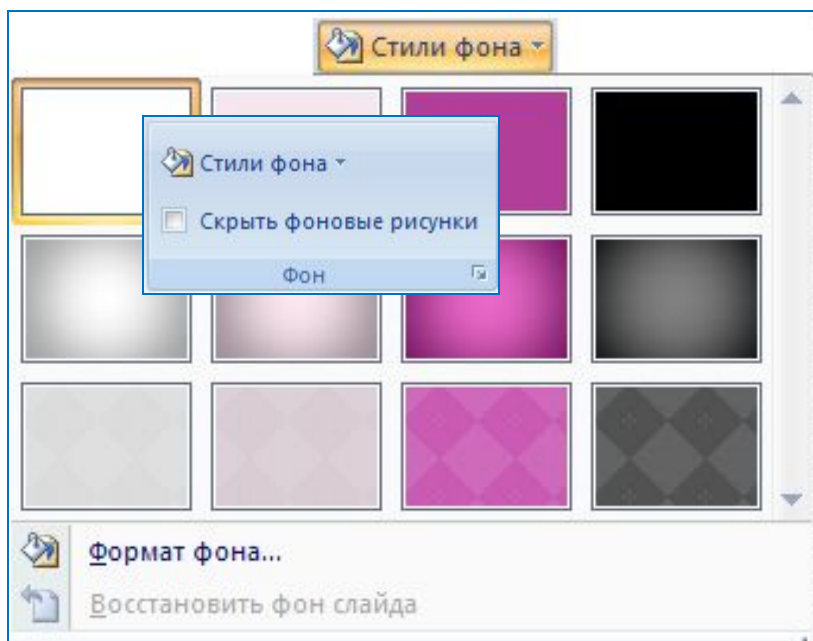 Стили фона
Стили фона
Скрыть фоновые рисунки
Фон
Формат фона...
Восстановить фон слайда